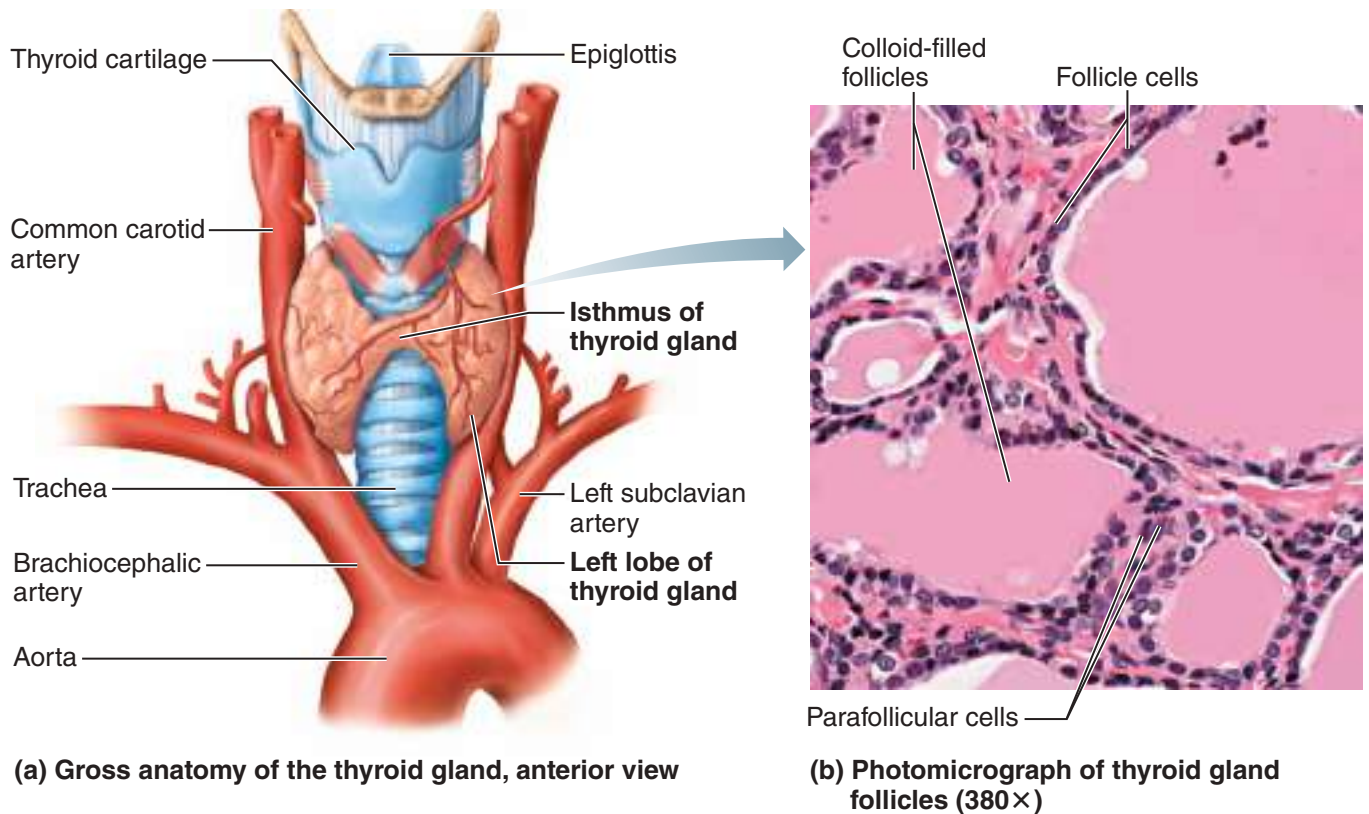 Thyroid cartilage
Epiglottis
Common carotid
artery
Isthmus of
thyroid gland
Trachea
Left subclavian
artery
Brachiocephalic
artery
Left lobe of
thyroid gland
Aorta
(a) Gross anatomy of the thyroid gland, anterior view
Colloid-filled
follicles
Follicle cells
Parafollicular cells
(b) Photomicrograph of thyroid gland
follicles (380×)